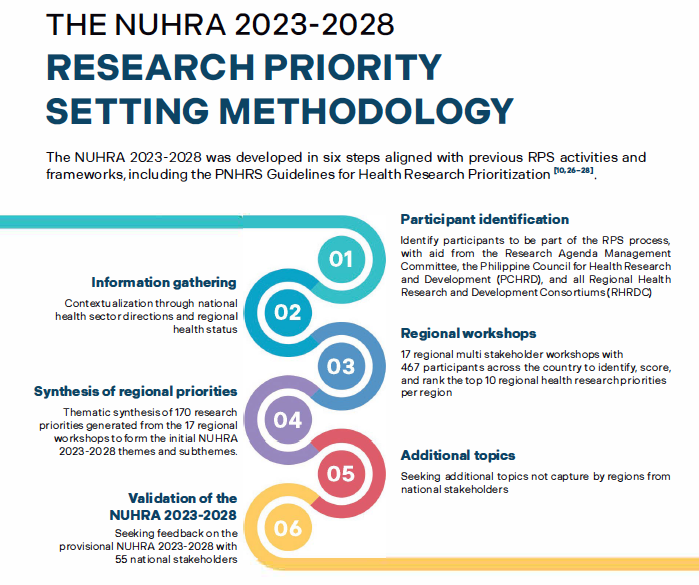 THE NUHRA 2023-2028
RESEARCH PRIORITY
SETTING METHODOLOGY
The NUHRA 2023-2028 was developed in six steps aligned with previous RPS activities and
frameworks, including the PNHRS Guidelines for Health Research Prioritization [10,26-28].
01
Participant identification
Identify participants to be part of the RPS process,
with aid from the Research Agenda Management
Committee, the Philippine Council for Health Research
and Development (PCHRD), and all Regional Health
Research and Development Consortiums (RHRDC)
Information gathering
Contextualization through national
health sector directions and regional
health status
02
03
Regional workshops
17 regional multi stakeholder workshops with
467 participants across the country to identify, score,
and rank the top 10 regional health research priorities
per region
Synthesis of regional priorities
Thematic synthesis of 170 research
priorities generated from the 17 regional
workshops to form the initial NUHRA
2023-2028 themes and subthemes.
04
05
Additional topics
Seeking additional topics not capture by regions from
national stakeholders
Validation of the
NUHRA 2023-2028
Seeking feedback on the
provisional NUHRA 2023-2028 with
55 national stakeholders
06